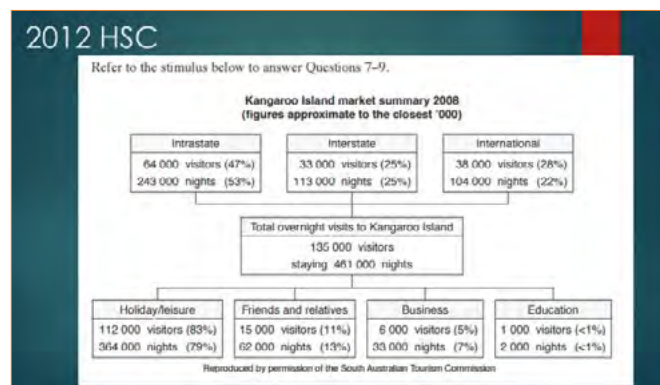 2012 HSC
Refer to the stimulus below to answer Questions 7–9.
Kangaroo Island market summary 2008
(figures approximate to the closest '000)
Intrastate
64 000 visitors (47%)
243 000 nights (53%)
Interstate
33 000 visitors (25%)
113 000 nights (25%)
International
38 000 visitors (28%)
104 000 nights (22%)
Total overnight visits to Kangaroo Island
135 000 visitors
staying 461 000 nights
Holiday/leisure
112 000 visitors (83%)
364 000 nights (79%)
Friends and relatives
15 000 visitors (11%)
62 000 nights (13%)
Business
6 000 visitors (5%)
33 000 nights (7%)
Education
1 000 visitors (<1%)
2 000 nights (<1%)
Reproduced by permission of the South Australian Tourism Commission